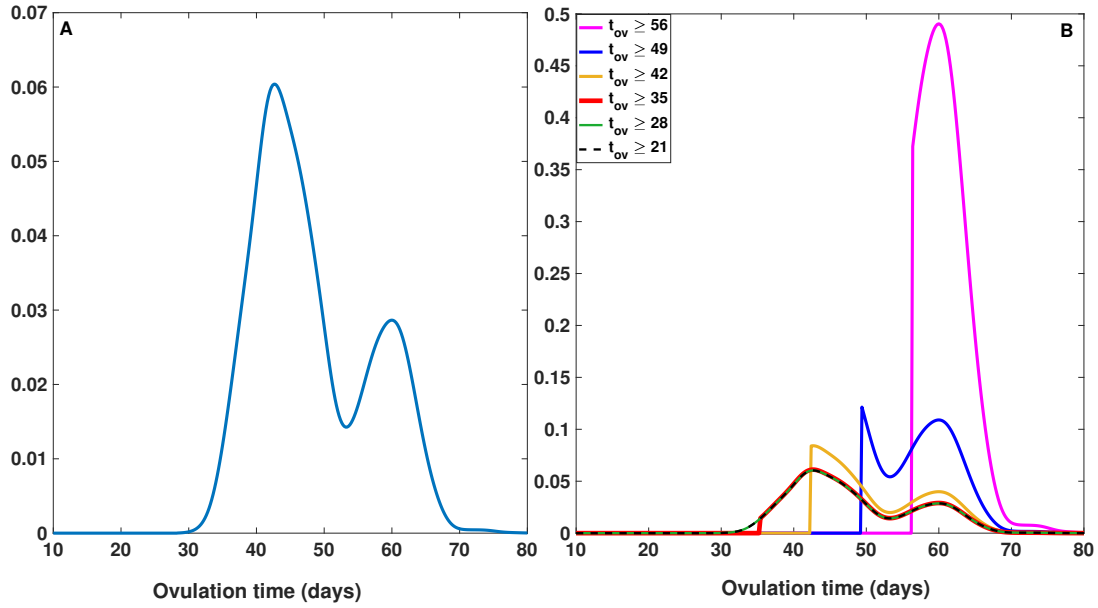 A
0.07
0.06
0.05
0.04
0.03
0.02
0.01
0
10 20 30 40 50 60 70 80
Ovulation time (days)
B
t_ov ≥ 56
t_ov ≥ 49
t_ov ≥ 42
t_ov ≥ 35
t_ov ≥ 28
t_ov ≥ 21
0.5
0.45
0.4
0.35
0.3
0.25
0.2
0.15
0.1
0.05
0
10 20 30 40 50 60 70 80
Ovulation time (days)